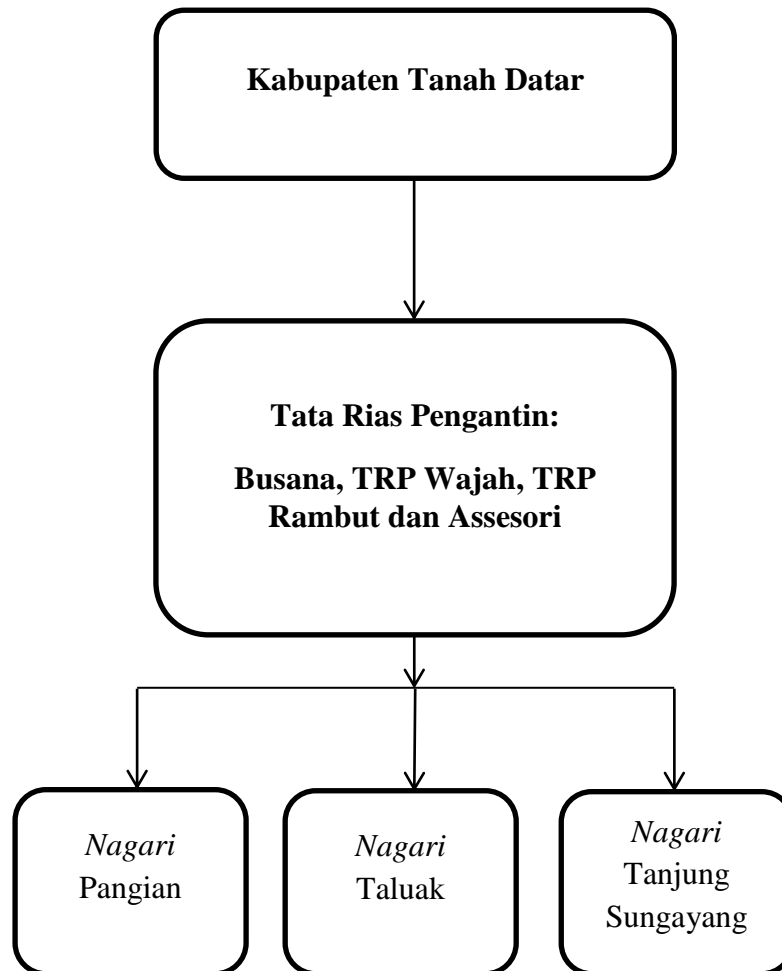 Kabupaten Tanah Datar
Tata Rias Pengantin:
Busana, TRP Wajah, TRP
Rambut dan Assesori
Nagari
Pangian
Nagari
Taluak
Nagari
Tanjung
Sungayang